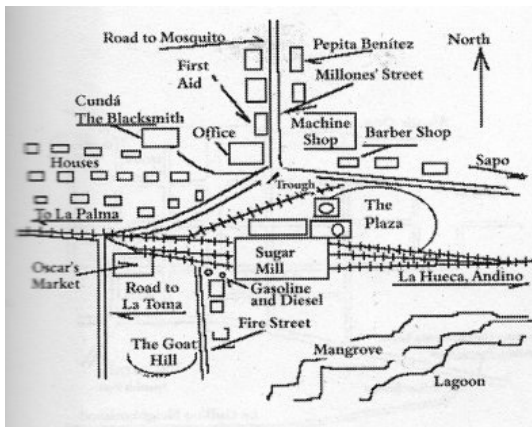 Road to Mosquito
Pepita Benítez
North
First
Aid
Millones' Street
Cundá
The Blacksmith
Office
Machine
Shop
Barber Shop
Houses
Sapo
Trough
The
Plaza
To La Palma
Sugar
Mill
Oscar's
Market
Road to
La Toma
Gasoline
and Diesel
La Hueca, Andino
Fire Street
The Goat
Hill
Mangrove
Lagoon